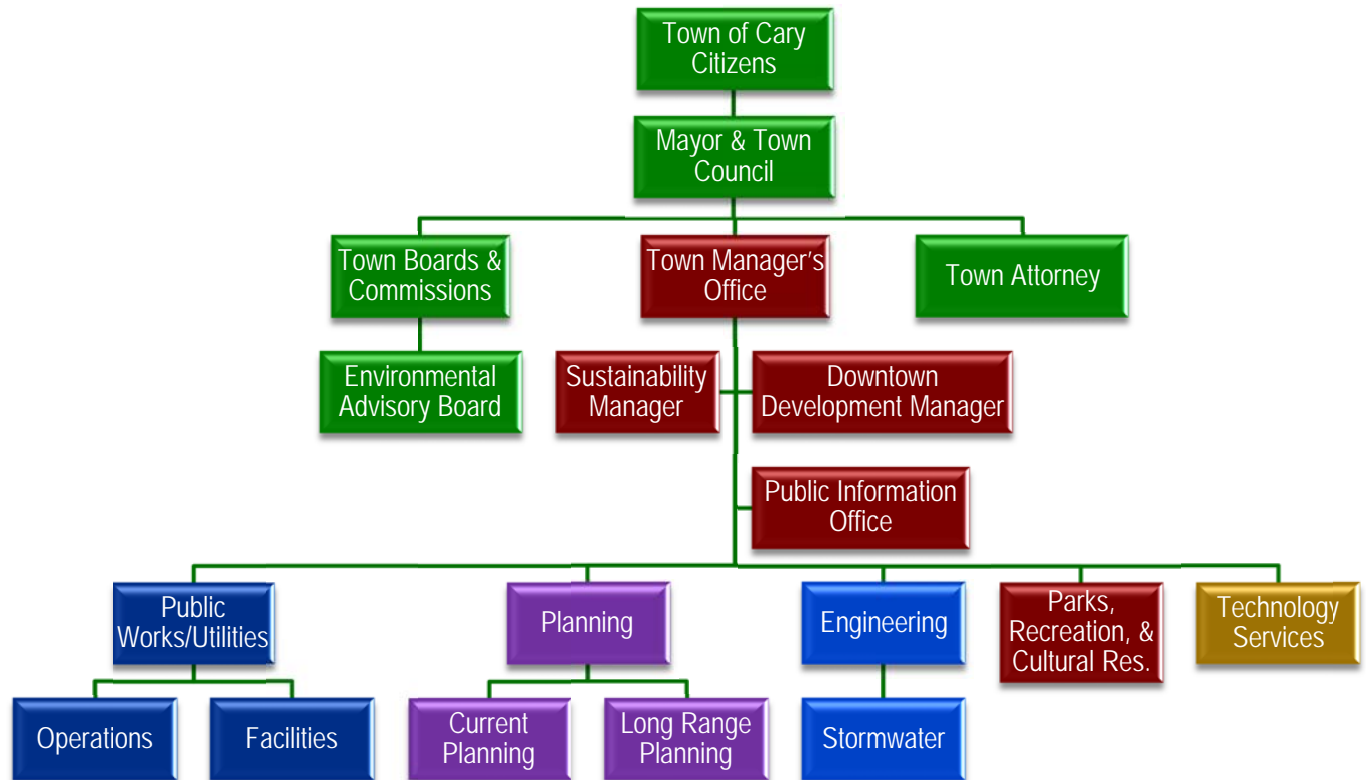 Town of Cary
Citizens
Mayor & Town
Council
Town Boards &
Commissions
Town Manager's
Office
Town Attorney
Environmental
Advisory Board
Sustainability
Manager
Downtown
Development Manager
Public Information
Office
Public
Works/Utilities
Planning
Engineering
Parks,
Recreation, &
Cultural Res.
Technology
Services
Operations
Facilities
Current
Planning
Long Range
Planning
Stormwater